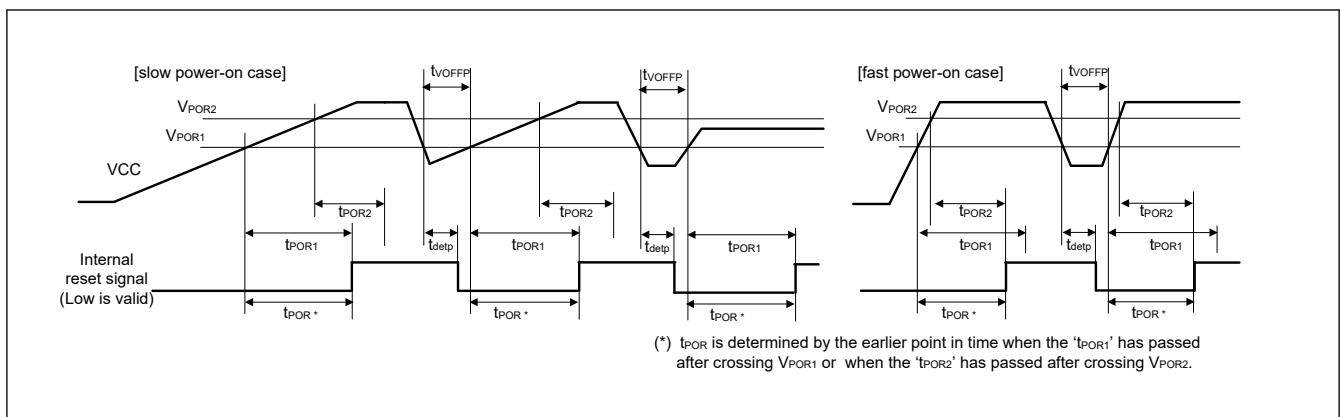 [slow power-on case]
tVOFFP
tVOFFP
[fast power-on case]
tVOFFP
VPOR2
VPOR1
VCC
VPOR2
VPOR1
tPOR2
tPOR2
tPOR2
tPOR2
tPOR1
tdetp
tPOR1
tdetp
tPOR1
tPOR1
tdetp
tPOR1
Internal
reset signal
(Low is valid)
tPOR *
tPOR *
tPOR *
tPOR *
tPOR *
(*) tPOR is determined by the earlier point in time when the ‘tPOR1’ has passed
after crossing VPOR1 or when the ‘tPOR2’ has passed after crossing VPOR2.